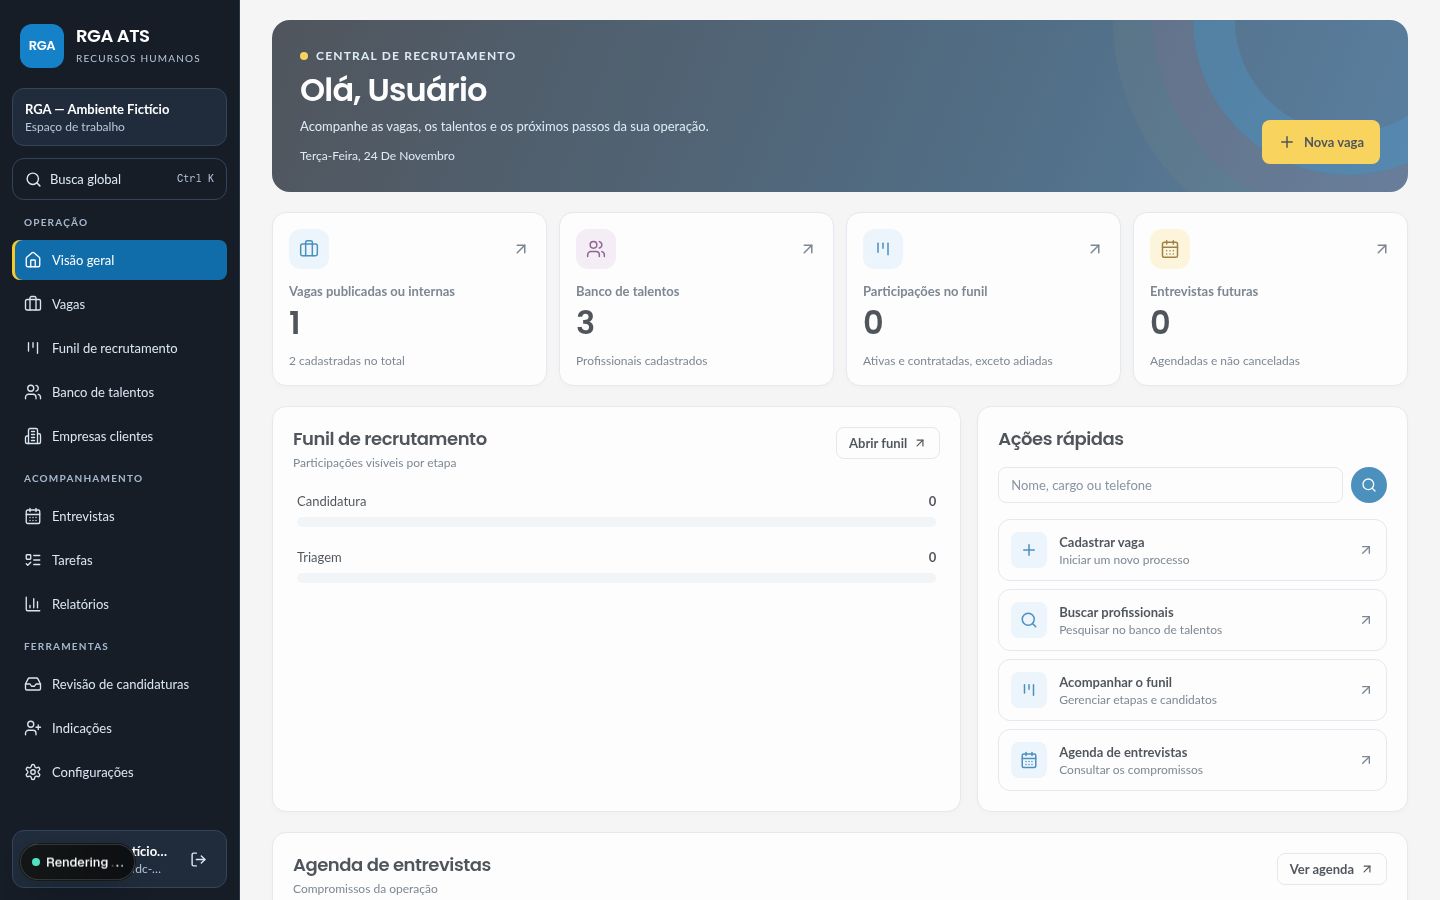 RGA
RGA ATS
RECURSOS HUMANOS
RGA — Ambiente Fictício
Espaço de trabalho
Busca global
Ctrl K
OPERAÇÃO
Visão geral
Vagas
Funil de recrutamento
Banco de talentos
Empresas clientes
ACOMPANHAMENTO
Entrevistas
Tarefas
Relatórios
FERRAMENTAS
Revisão de candidaturas
Indicações
Configurações
Rendering ...
tício...
dc-...
CENTRAL DE RECRUTAMENTO
Olá, Usuário
Acompanhe as vagas, os talentos e os próximos passos da sua operação.
Terça-Feira, 24 De Novembro
Nova vaga
Vagas publicadas ou internas
1
2 cadastradas no total
Banco de talentos
3
Profissionais cadastrados
Participações no funil
0
Ativas e contratadas, exceto adiadas
Entrevistas futuras
0
Agendadas e não canceladas
Funil de recrutamento
Participações visíveis por etapa
Abrir funil
Candidatura
0
Triagem
0
Ações rápidas
Nome, cargo ou telefone
Cadastrar vaga
Iniciar um novo processo
Buscar profissionais
Pesquisar no banco de talentos
Acompanhar o funil
Gerenciar etapas e candidatos
Agenda de entrevistas
Consultar os compromissos
Agenda de entrevistas
Compromissos da operação
Ver agenda